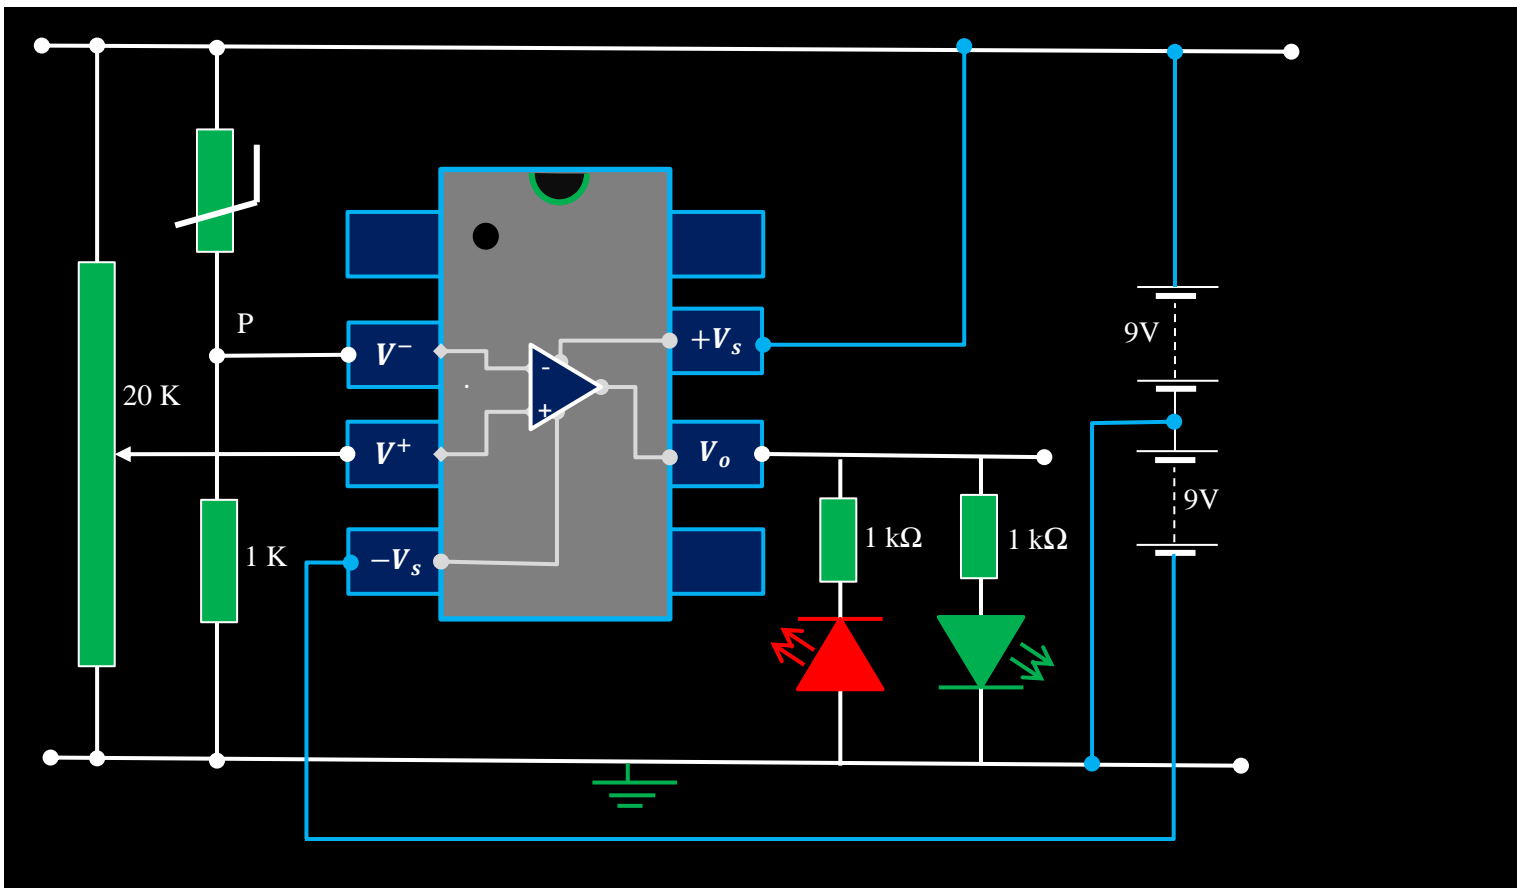 P
9V
V⁻
- +Vₛ
20 K
+
V⁺
Vₒ
9V
1 kΩ
1 kΩ
1 K
−Vₛ